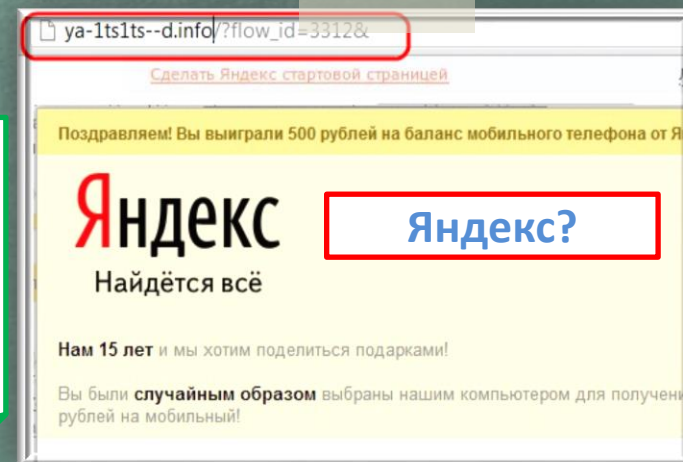 ya-1ts1ts--d.info/?flow_id=3312&
Сделать Яндекс стартовой страницей
Поздравляем! Вы выиграли 500 рублей на баланс мобильного телефона от
Яндекс
Яндекс?
Найдётся всё
Нам 15 лет и мы хотим поделиться подарками!
Вы были случайным образом выбраны нашим компьютером для
рублей на мобильный!